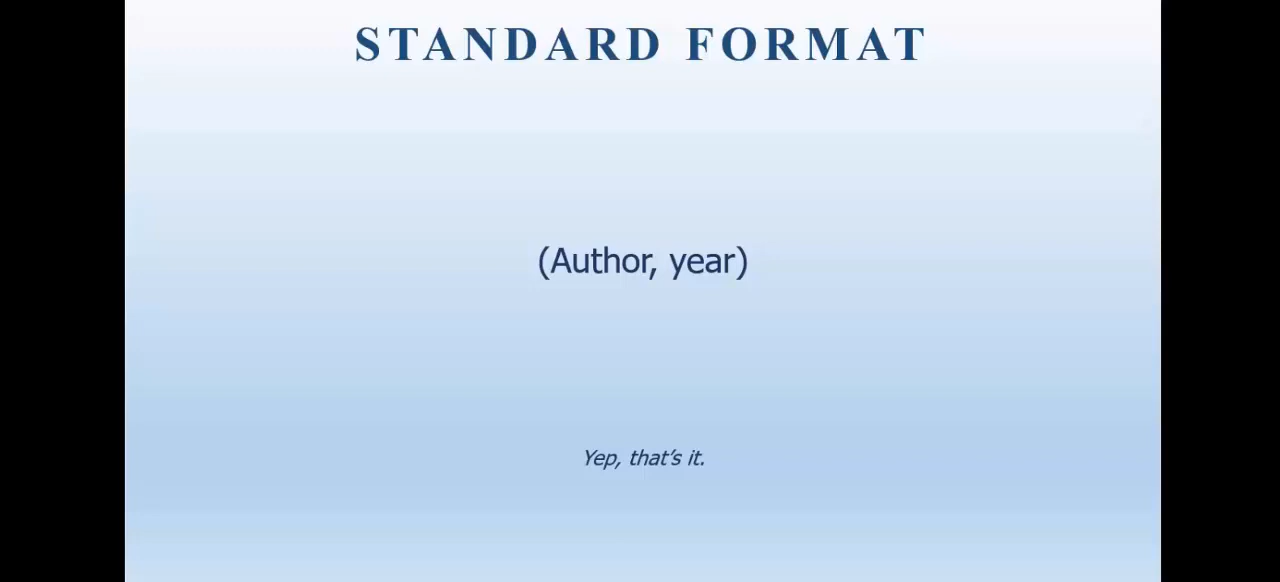 STANDARD FORMAT
(Author, year)
Yep, that’s it.